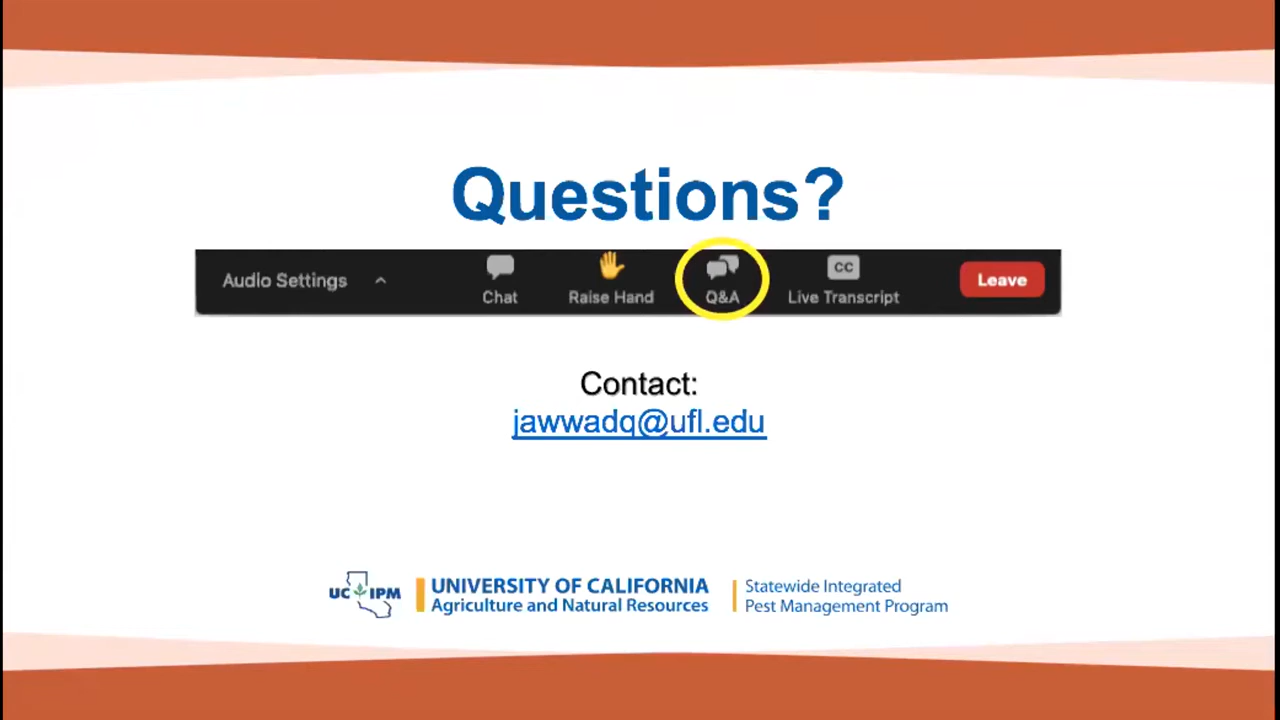 Questions?
Audio Settings
Chat
Raise Hand
Q&A
CC
Live Transcript
Leave
Contact:
jawwadq@ufl.edu
UC IPM
UNIVERSITY OF CALIFORNIA
Agriculture and Natural Resources
Statewide Integrated
Pest Management Program